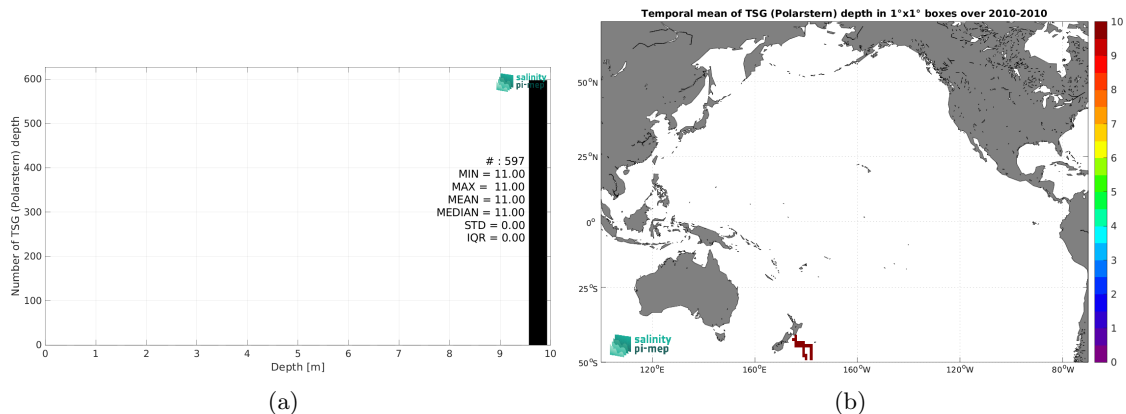 600
500
400
300
200
100
0
Number of TSG (Polarstern) depth
salinity
pi-mep
# : 597
MIN = 11.00
MAX = 11.00
MEAN = 11.00
MEDIAN = 11.00
STD = 0.00
IQR = 0.00
0 1 2 3 4 5 6 7 8 9 10
Depth [m]
(a)
Temporal mean of TSG (Polarstern) depth in 1°x1° boxes over 2010-2010
50°N
25°N
0°
25°S
50°S
salinity
pi-mep
120°E 160°E 160°W 120°W 80°W
10
9
8
7
6
5
4
3
2
1
0
(b)